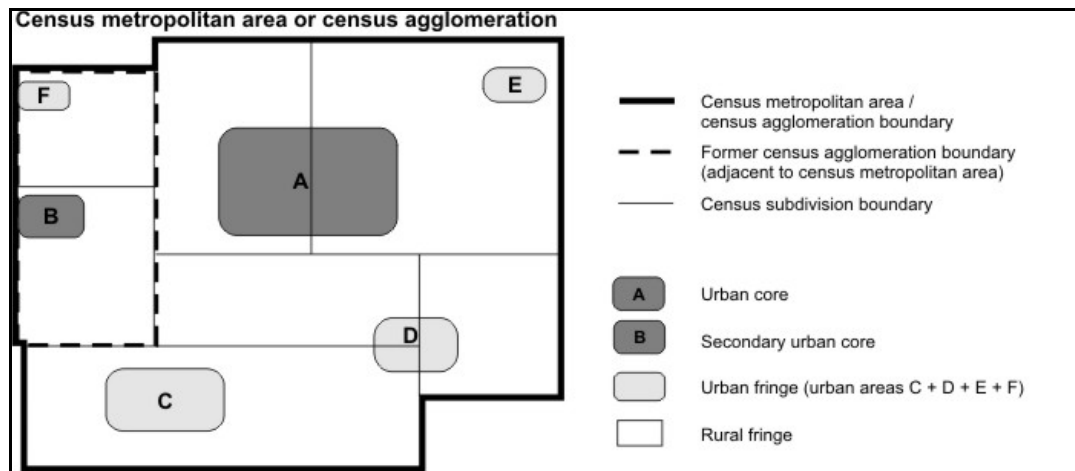 Census metropolitan area or census agglomeration
F
E
A
B
D
C
Census metropolitan area /
census agglomeration boundary
Former census agglomeration boundary
(adjacent to census metropolitan area)
Census subdivision boundary
A Urban core
B Secondary urban core
Urban fringe (urban areas C + D + E + F)
Rural fringe